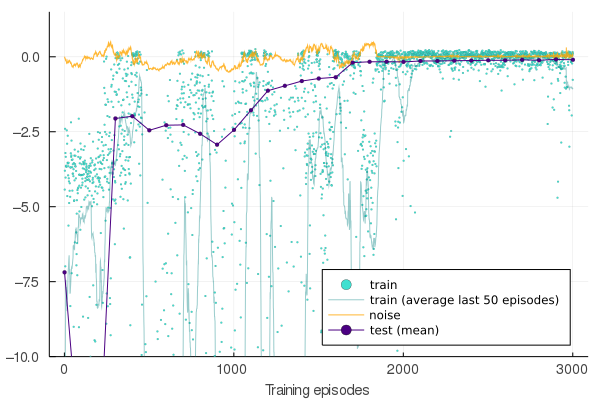 0.0
−2.5
−5.0
−7.5
−10.0
train
train (average last 50 episodes)
noise
test (mean)
0 1000 2000 3000
Training episodes